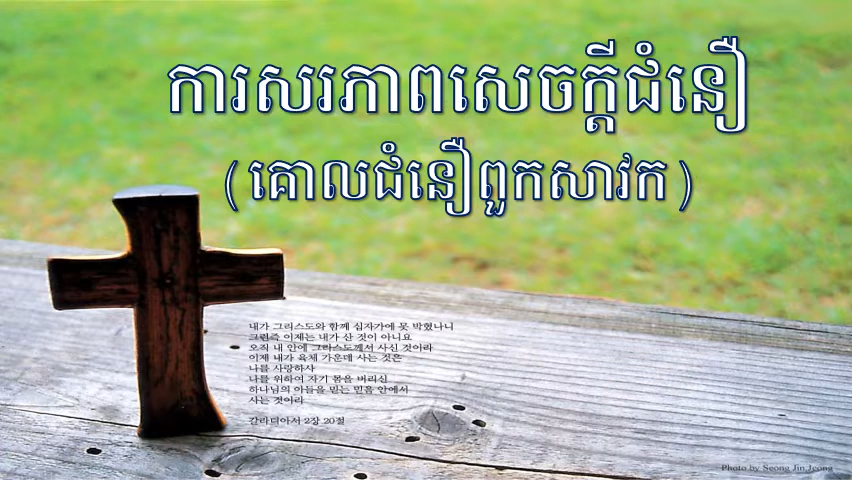 ការសរភាពសេចក្តីជំនឿ
(គោលជំនឿពួកសាវក)
내가 그리스도와 함께 십자가에 못 박혔나니
그런즉 이제는 내가 산 것이 아니요
오직 내 안에 그리스도께서 사신 것이라
이제 내가 육체 가운데 사는 것은
나를 사랑하사
나를 위하여 자기 몸을 버리신
하나님의 아들을 믿는 믿음 안에서
사는 것이라
갈라디아서 2장 20절
Photo by Seong Jin,Jeong